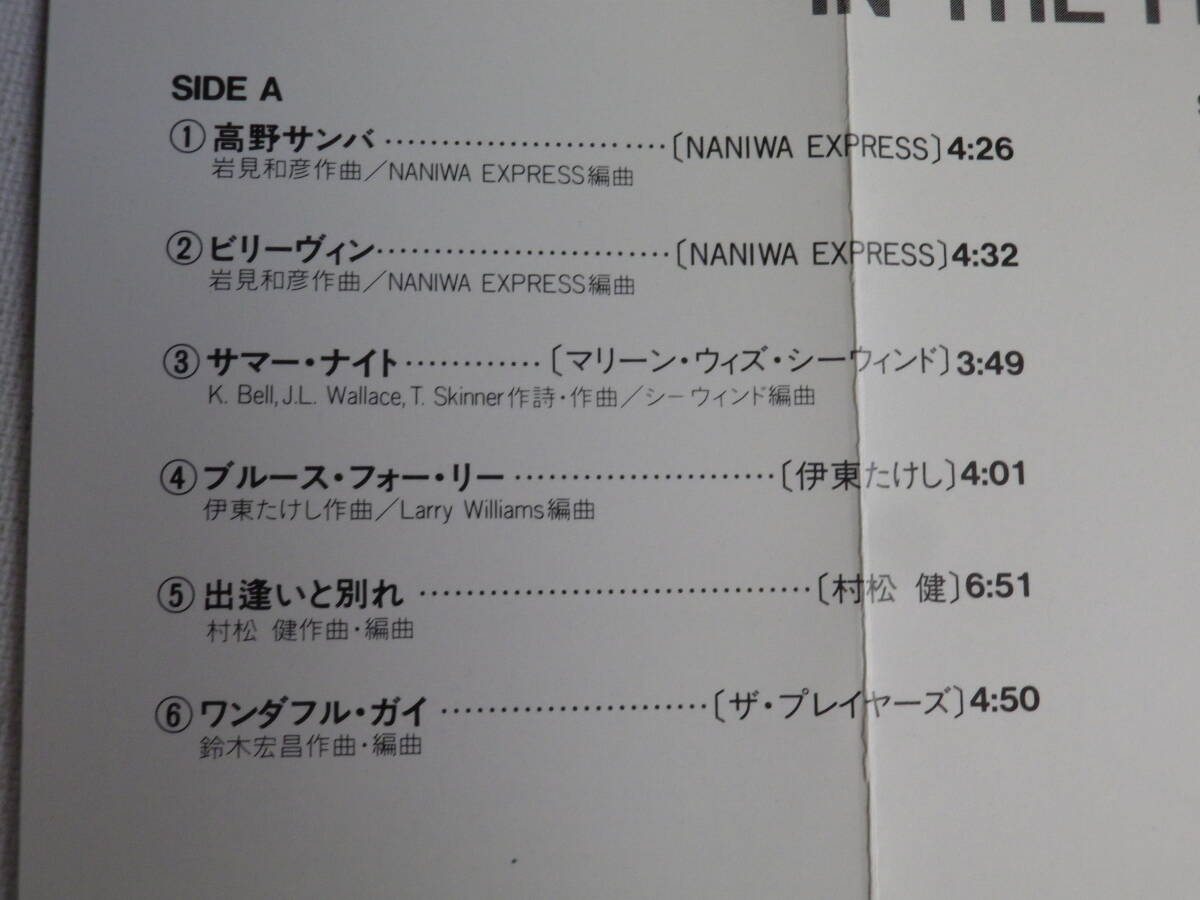 IN THE
SIDE A
①高野サンバ……………………….〔NANIWA EXPRESS〕4:26
岩見和彦作曲／NANIWA EXPRESS編曲
②ビリーヴィン………………………〔NANIWA EXPRESS〕4:32
岩見和彦作曲／NANIWA EXPRESS編曲
③サマー・ナイト…………〔マリーン・ウィズ・シーウィンド〕3:49
K. Bell, J.L. Wallace, T. Skinner作詩・作曲／シーウィンド編曲
④ブルース・フォー・リー……………………〔伊東たけし〕4:01
伊東たけし作曲／Larry Williams編曲
⑤出逢いと別れ………………………………〔村松 健〕6:51
村松 健作曲・編曲
⑥ワンダフル・ガイ……………………〔ザ・プレイヤーズ〕4:50
鈴木宏昌作曲・編曲